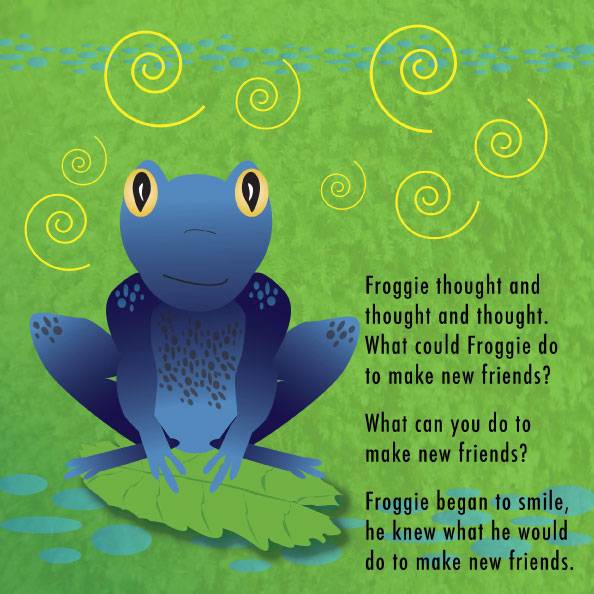 Froggie thought and
thought and thought.
What could Froggie do
to make new friends?
What can you do to
make new friends?
Froggie began to smile,
he knew what he would
do to make new friends.